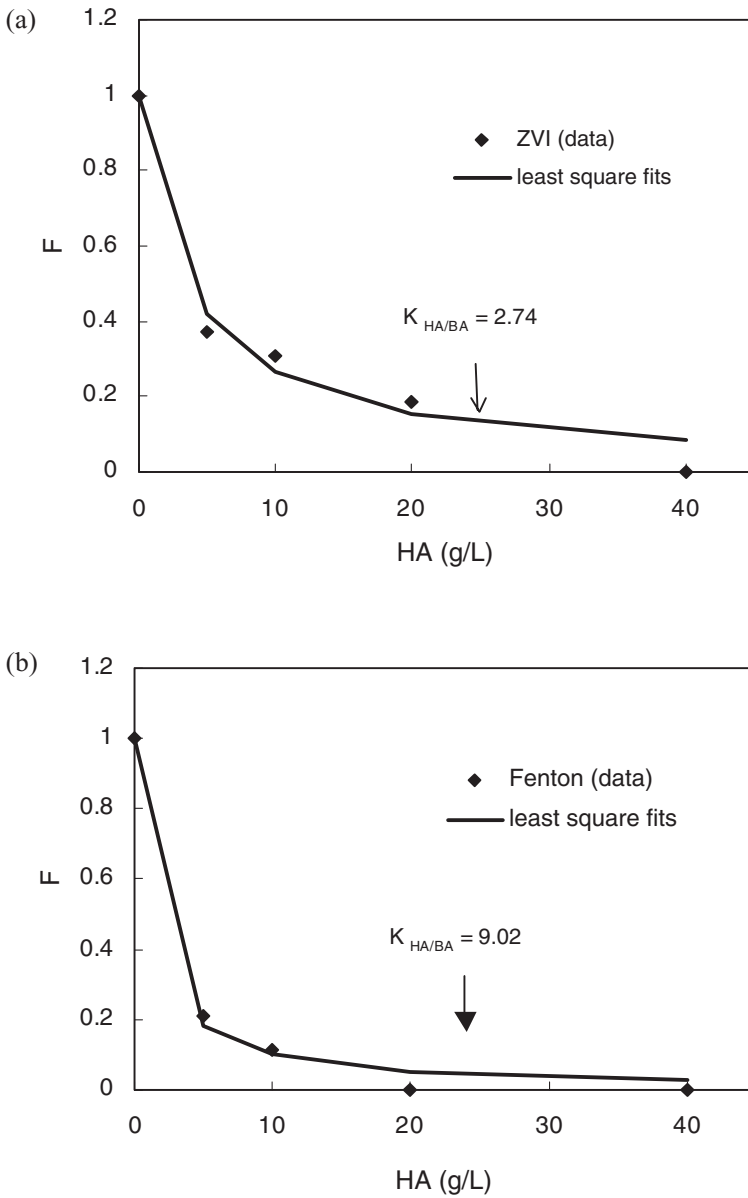 (a)
1.2
1
0.8
0.6
0.4
0.2
0
F
ZVI (data)
least square fits
K HA/BA = 2.74
0 10 20 30 40
HA (g/L)
(b)
1.2
1
0.8
0.6
0.4
0.2
0
F
Fenton (data)
least square fits
K HA/BA = 9.02
0 10 20 30 40
HA (g/L)